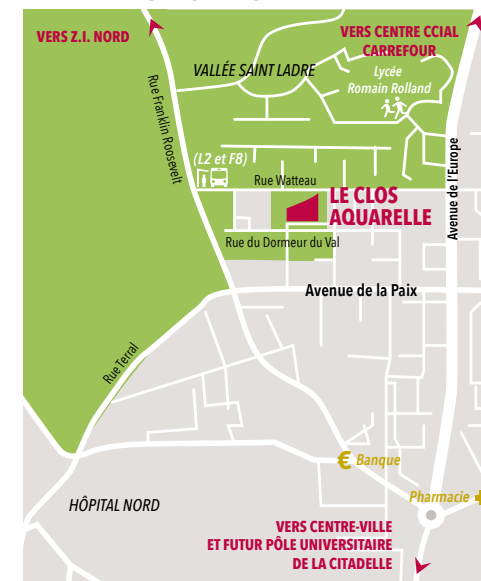 VERS Z.I. NORD
VERS CENTRE CCIAL
CARREFOUR
VALLÉE SAINT LADRE
Lycée
Romain Rolland
Rue Franklin Roosevelt
(L2 et F8)
Rue Watteau
LE CLOS
AQUARELLE
Avenue de l'Europe
Rue du Dormeur du Val
Avenue de la Paix
Rue Terral
€ Banque
Pharmacie
HÔPITAL NORD
VERS CENTRE-VILLE
ET FUTUR PÔLE UNIVERSITAIRE
DE LA CITADELLE